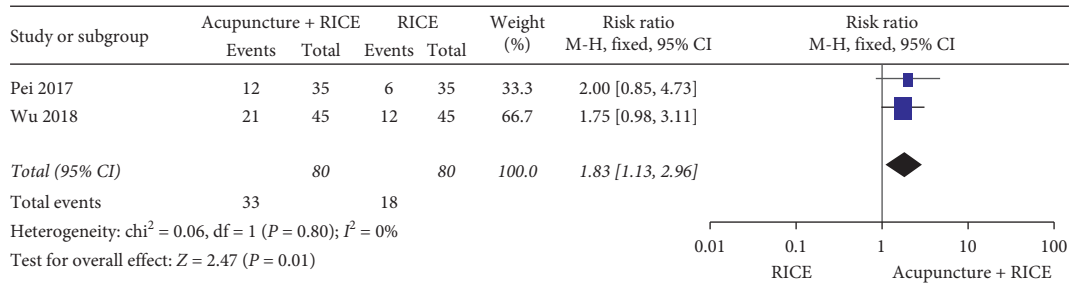 Study or subgroup Acupuncture + RICE RICE Weight (%) Risk ratio M-H, fixed, 95% CI Risk ratio M-H, fixed, 95% CI
Events Total Events Total
Pei 2017 12 35 6 35 33.3 2.00 [0.85, 4.73]
Wu 2018 21 45 12 45 66.7 1.75 [0.98, 3.11]
Total (95% CI) 80 80 100.0 1.83 [1.13, 2.96]
Total events 33 18
Heterogeneity: chi² = 0.06, df = 1 (P = 0.80); I² = 0%
Test for overall effect: Z = 2.47 (P = 0.01)
0.01 0.1 1 10 100
RICE Acupuncture + RICE